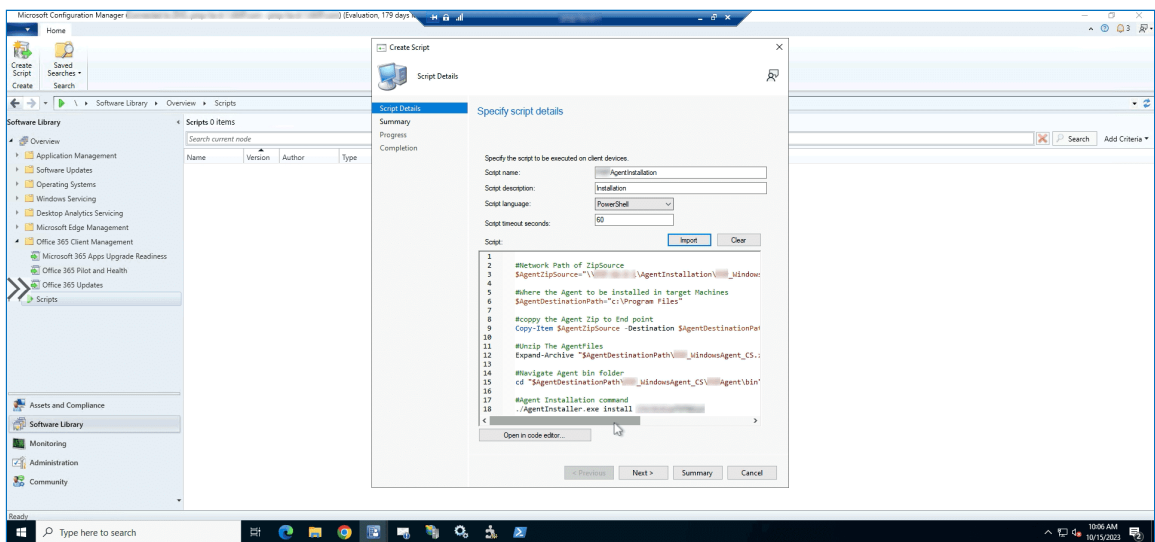 Microsoft Configuration Manager (Evaluation, 179 days
Home
Create Script
Saved Searches
Create
Search
\ Software Library Overview Scripts
Software Library
Scripts 0 items
Search current node
Search
Add Criteria
Name Version Author Type
Overview
Application Management
Software Updates
Operating Systems
Windows Servicing
Desktop Analytics Servicing
Microsoft Edge Management
Office 365 Client Management
Microsoft 365 Apps Upgrade Readiness
Office 365 Pilot and Health
Office 365 Updates
Scripts
Assets and Compliance
Software Library
Monitoring
Administration
Community
Ready
3
Create Script
Script Details
Script Details
Summary
Progress
Completion
Specify script details
Specify the script to be executed on client devices.
Script name: AgentInstallation
Script description: Installation
Script language: PowerShell
Script timeout seconds: 60
Script:
Import
Clear
1
2 #Network Path of ZipSource
3 $AgentZipSource="\\ \AgentInstallation\ _Windows
4
5 #Where the Agent to be installed in target Machines
6 $AgentDestinationPath="c:\Program Files"
7
8 #coppy the Agent Zip to End point
9 Copy-Item $AgentZipSource -Destination $AgentDestinationPat
10
11 #Unzip The AgentFiles
12 Expand-Archive "$AgentDestinationPath\ _WindowsAgent_CS.z
13
14 #Navigate Agent bin folder
15 cd "$AgentDestinationPath\ _WindowsAgent_CS\ Agent\bin"
16
17 #Agent Installation command
18 ./AgentInstaller.exe install
Open in code editor...
< Previous
Next >
Summary
Cancel
Type here to search
10:06 AM
10/15/2023